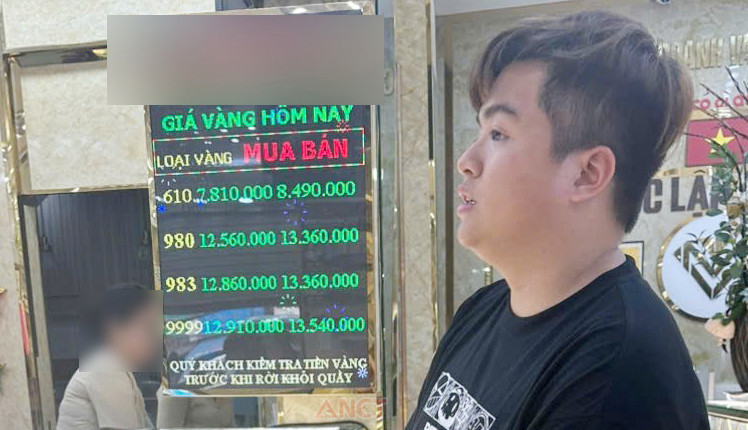 GIÁ VÀNG HÔM NAY
LOẠI VÀNG MUA BÁN
610 7.810.000 8.490.000
980 12.560.000 13.360.000
983 12.860.000 13.360.000
9999 12.910.000 13.540.000
QUÝ KHÁCH KIỂM TRA TIỀN VÀNG
TRƯỚC KHI RỜI KHỎI QUẦY
ANT